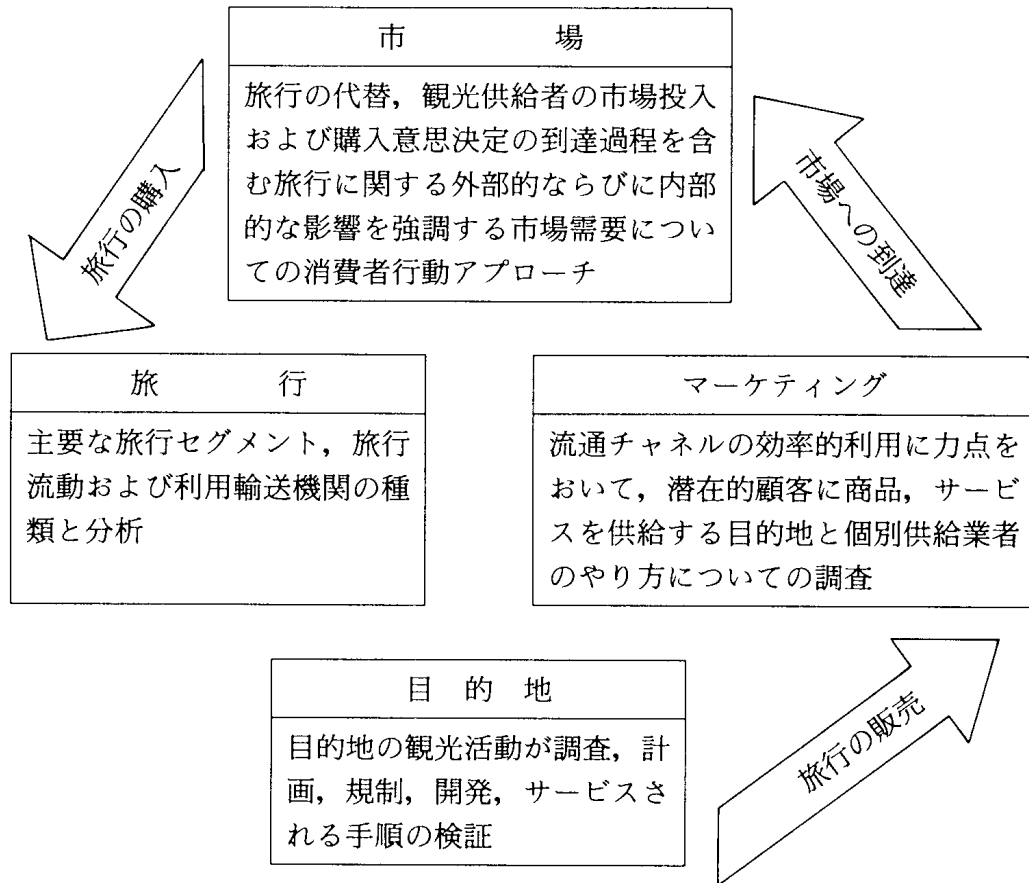 市場
旅行の代替，観光供給者の市場投入
および購入意思決定の到達過程を含
む旅行に関する外部的ならびに内部
的な影響を強調する市場需要につい
ての消費者行動アプローチ
旅行の購入
市場への到達
旅行
主要な旅行セグメント，旅行
流動および利用輸送機関の種
類と分析
マーケティング
流通チャネルの効率的利用に力点を
おいて，潜在的顧客に商品，サービ
スを供給する目的地と個別供給業者
のやり方についての調査
目的地
目的地の観光活動が調査，計
画，規制，開発，サービスさ
れる手順の検証
旅行の販売